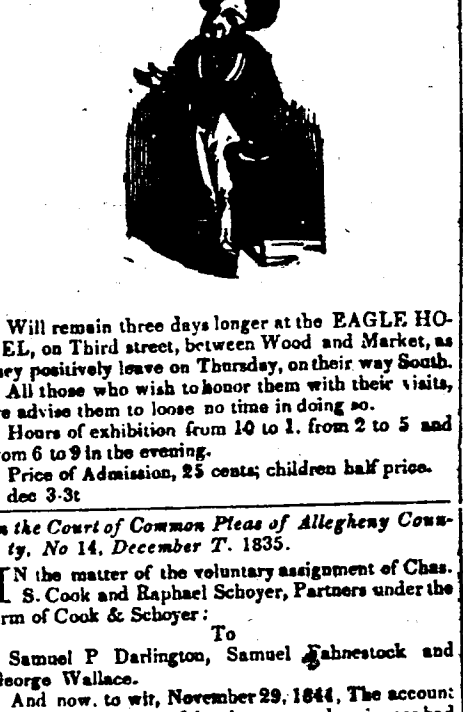 Will remain three days longer at the EAGLE HO-
EL, on Third street, between Wood and Market, as
ey positively leave on Thursday, on their way South.
All those who wish to honor them with their visits,
e advise them to loose no time in doing so.
Hours of exhibition from 10 to 1. from 2 to 5 and
om 6 to 9 in the evening.
Price of Admission, 25 cents; children half price.
dec 3-3t
n the Court of Common Pleas of Allegheny Coun-
ty, No 14, December T. 1835.
IN the matter of the voluntary assignment of Chas.
S. Cook and Raphael Schoyer, Partners under the
rm of Cook & Schoyer:
To
Samuel P Darlington, Samuel Fahnestock and
eorge Wallace.
And now, to wit, November 29, 1844, The account